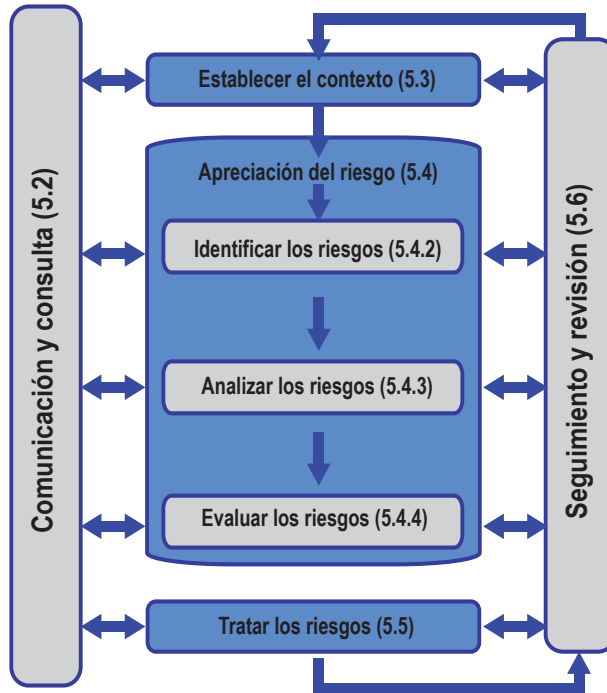 Comunicación y consulta (5.2)
Establecer el contexto (5.3)
Apreciación del riesgo (5.4)
Identificar los riesgos (5.4.2)
Analizar los riesgos (5.4.3)
Evaluar los riesgos (5.4.4)
Tratar los riesgos (5.5)
Seguimiento y revisión (5.6)